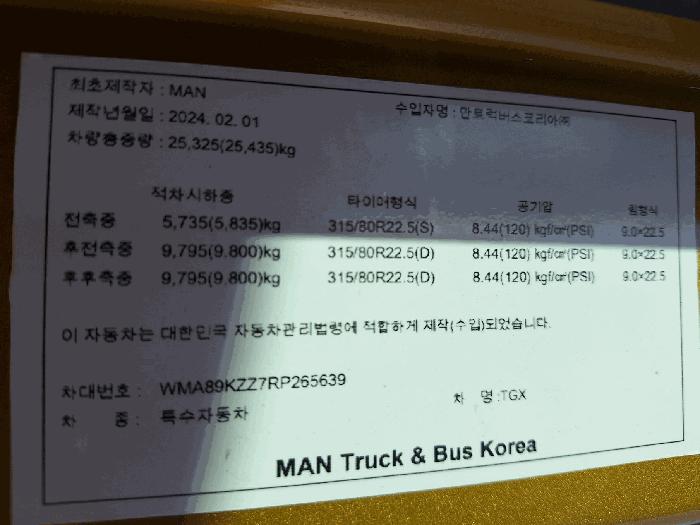 최초제작자 : MAN
제작년월일 : 2024. 02. 01 수입자명 : 만트럭버스코리아㈜
차량총중량 : 25,325(25,435)kg
적차시하중 타이어형식 공기압 림형식
전축중 5,735(5,835)kg 315/80R22.5(S) 8.44(120) kgf/㎠(PSI) 9.0×22.5
후전축중 9,795(9.800)kg 315/80R22.5(D) 8.44(120) kgf/㎠(PSI) 9.0×22.5
후후축중 9,795(9.800)kg 315/80R22.5(D) 8.44(120) kgf/㎠(PSI) 9.0×22.5
이 자동차는 대한민국 자동차관리법령에 적합하게 제작(수입)되었습니다.
차대번호 : WMA89KZZ7RP265639
차 종 : 특수자동차 차 명 :TGX
MAN Truck & Bus Korea